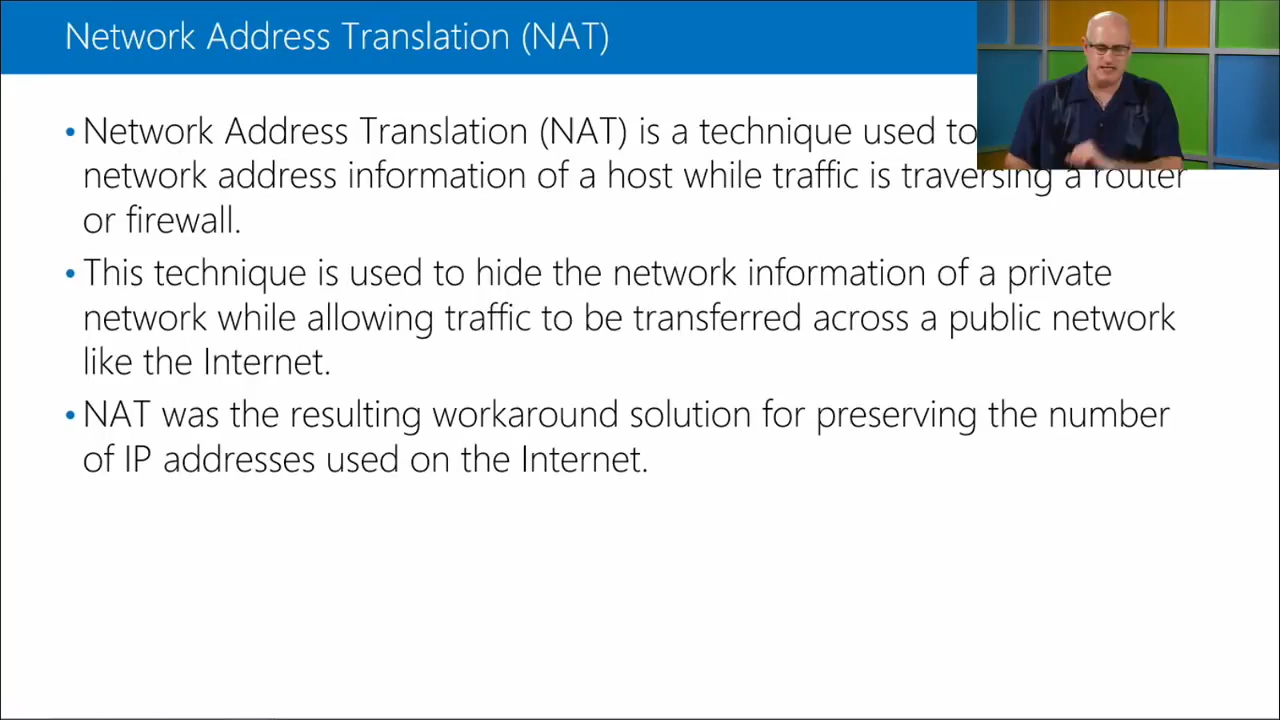 Network Address Translation (NAT)
• Network Address Translation (NAT) is a technique used to
network address information of a host while traffic is traversing a router
or firewall.
• This technique is used to hide the network information of a private
network while allowing traffic to be transferred across a public network
like the Internet.
• NAT was the resulting workaround solution for preserving the number
of IP addresses used on the Internet.